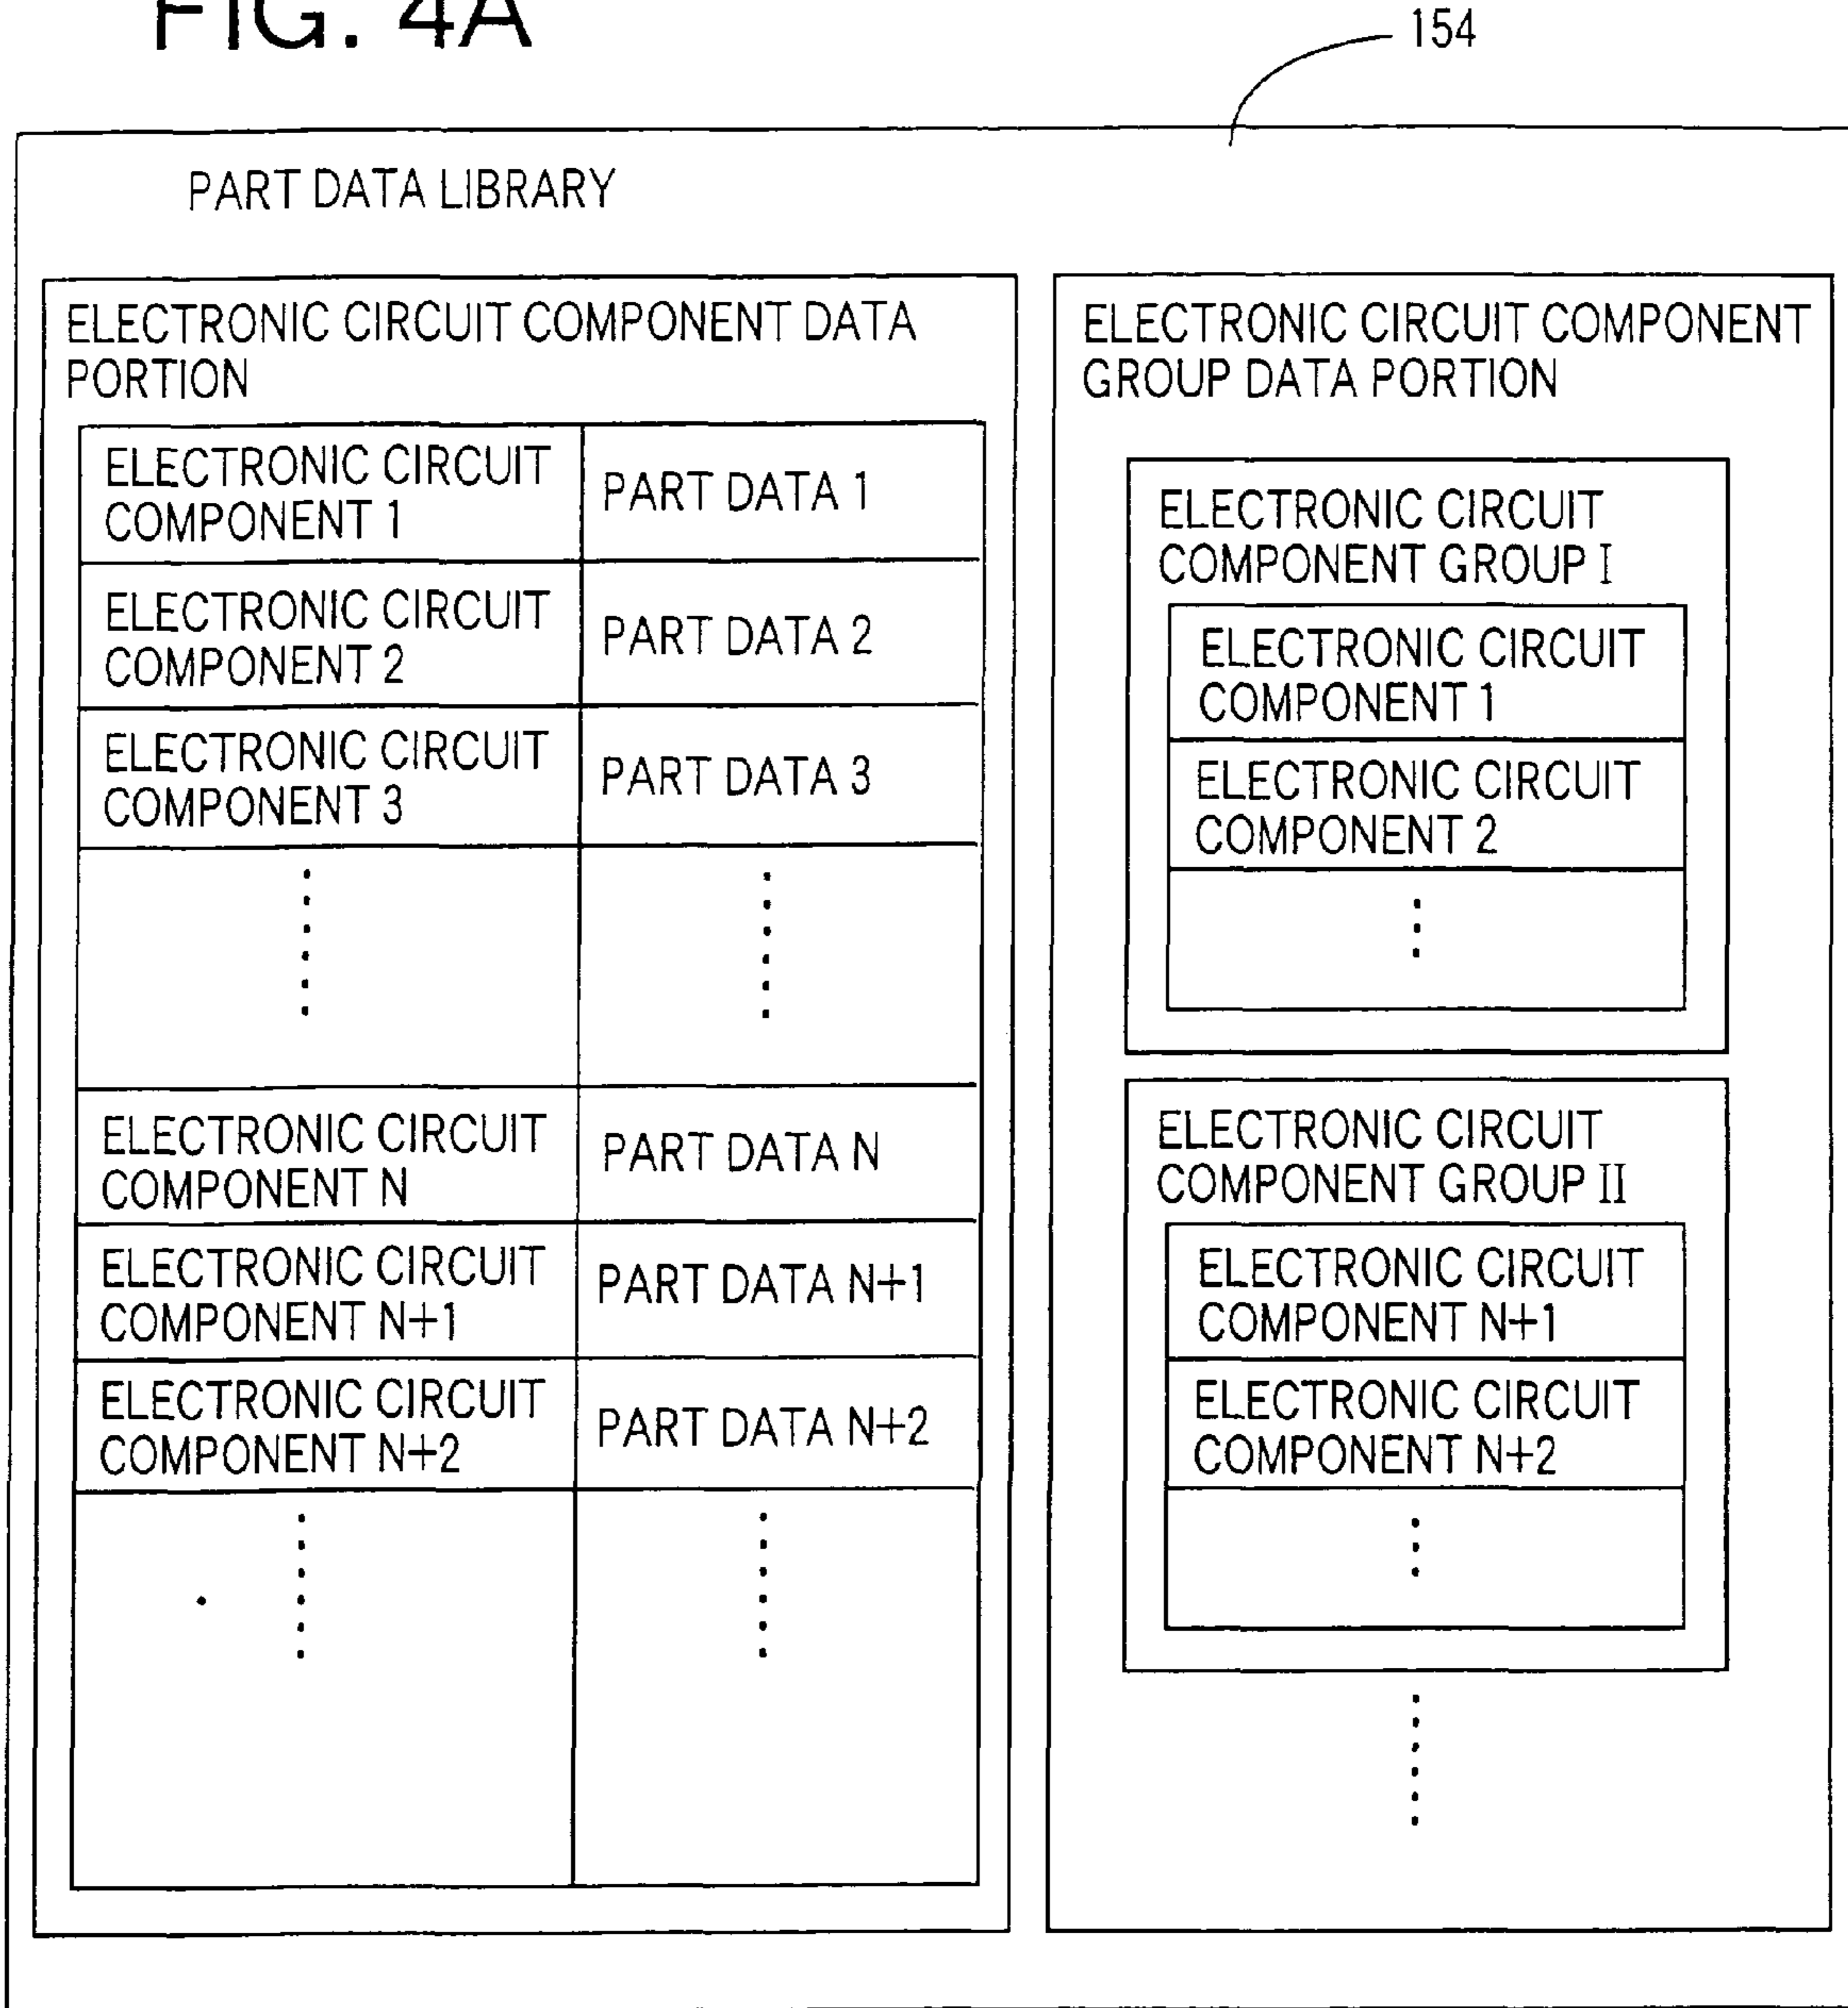 FIG. 4A
154
PART DATA LIBRARY
ELECTRONIC CIRCUIT COMPONENT DATA
PORTION
ELECTRONIC CIRCUIT
COMPONENT 1
PART DATA 1
ELECTRONIC CIRCUIT
COMPONENT 2
PART DATA 2
ELECTRONIC CIRCUIT
COMPONENT 3
PART DATA 3
ELECTRONIC CIRCUIT
COMPONENT N
PART DATA N
ELECTRONIC CIRCUIT
COMPONENT N+1
PART DATA N+1
ELECTRONIC CIRCUIT
COMPONENT N+2
PART DATA N+2
ELECTRONIC CIRCUIT COMPONENT
GROUP DATA PORTION
ELECTRONIC CIRCUIT
COMPONENT GROUP I
ELECTRONIC CIRCUIT
COMPONENT 1
ELECTRONIC CIRCUIT
COMPONENT 2
ELECTRONIC CIRCUIT
COMPONENT GROUP II
ELECTRONIC CIRCUIT
COMPONENT N+1
ELECTRONIC CIRCUIT
COMPONENT N+2